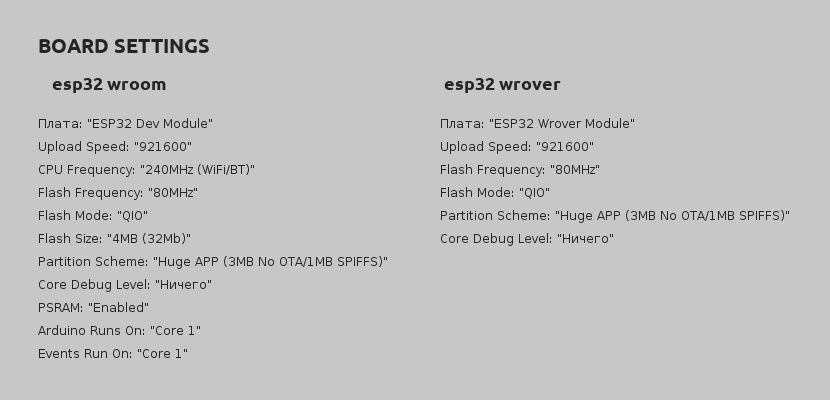 BOARD SETTINGS
esp32 wroom
Плата: "ESP32 Dev Module"
Upload Speed: "921600"
CPU Frequency: "240MHz (WiFi/BT)"
Flash Frequency: "80MHz"
Flash Mode: "QIO"
Flash Size: "4MB (32Mb)"
Partition Scheme: "Huge APP (3MB No OTA/1MB SPIFFS)"
Core Debug Level: "Ничего"
PSRAM: "Enabled"
Arduino Runs On: "Core 1"
Events Run On: "Core 1"
esp32 wrover
Плата: "ESP32 Wrover Module"
Upload Speed: "921600"
Flash Frequency: "80MHz"
Flash Mode: "QIO"
Partition Scheme: "Huge APP (3MB No OTA/1MB SPIFFS)"
Core Debug Level: "Ничего"